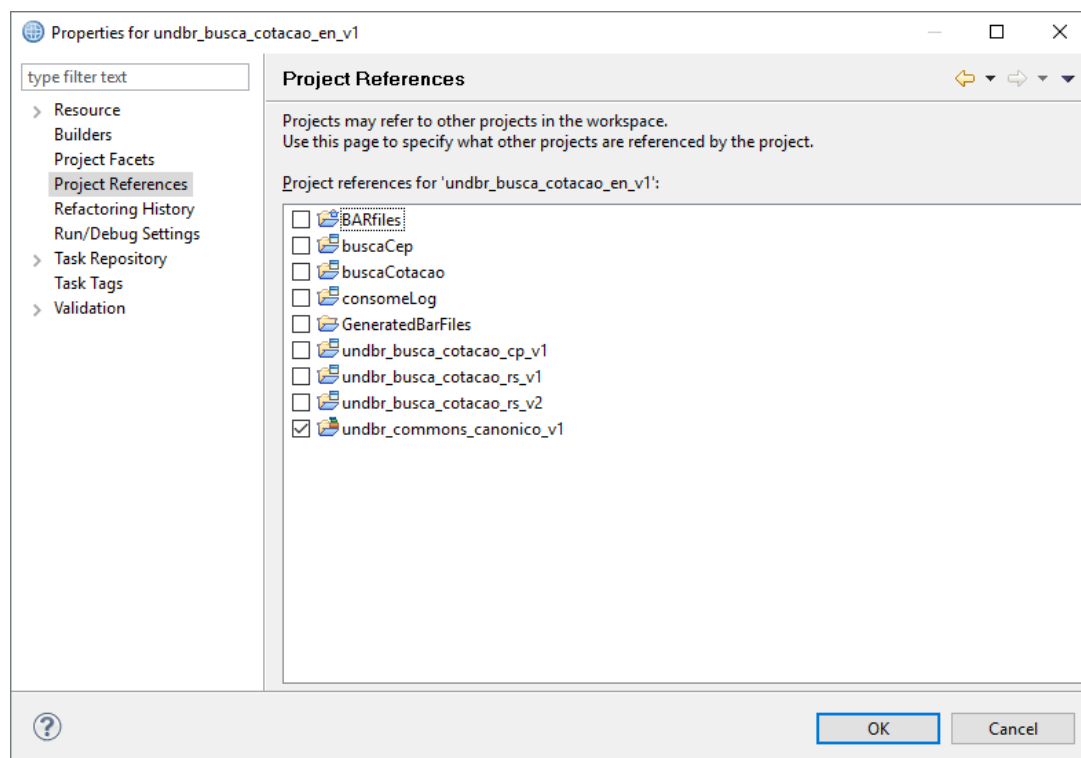 Properties for undbr_busca_cotacao_en_v1
type filter text
Resource
Builders
Project Facets
Project References
Refactoring History
Run/Debug Settings
Task Repository
Task Tags
Validation
Project References
Projects may refer to other projects in the workspace.
Use this page to specify what other projects are referenced by the project.
Project references for 'undbr_busca_cotacao_en_v1':
BARfiles
buscaCep
buscaCotacao
consomeLog
GeneratedBarFiles
undbr_busca_cotacao_cp_v1
undbr_busca_cotacao_rs_v1
undbr_busca_cotacao_rs_v2
undbr_commons_canonico_v1
?
OK
Cancel